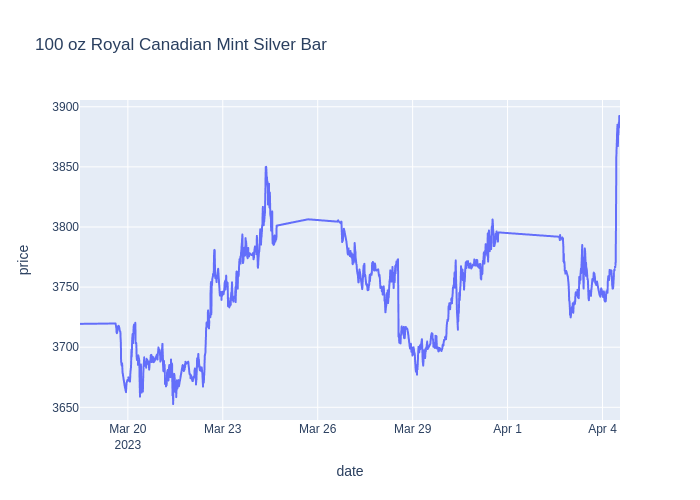 100 oz Royal Canadian Mint Silver Bar
3900
3850
3800
3750
3700
3650
price
Mar 20
2023
Mar 23
Mar 26
Mar 29
Apr 1
Apr 4
date